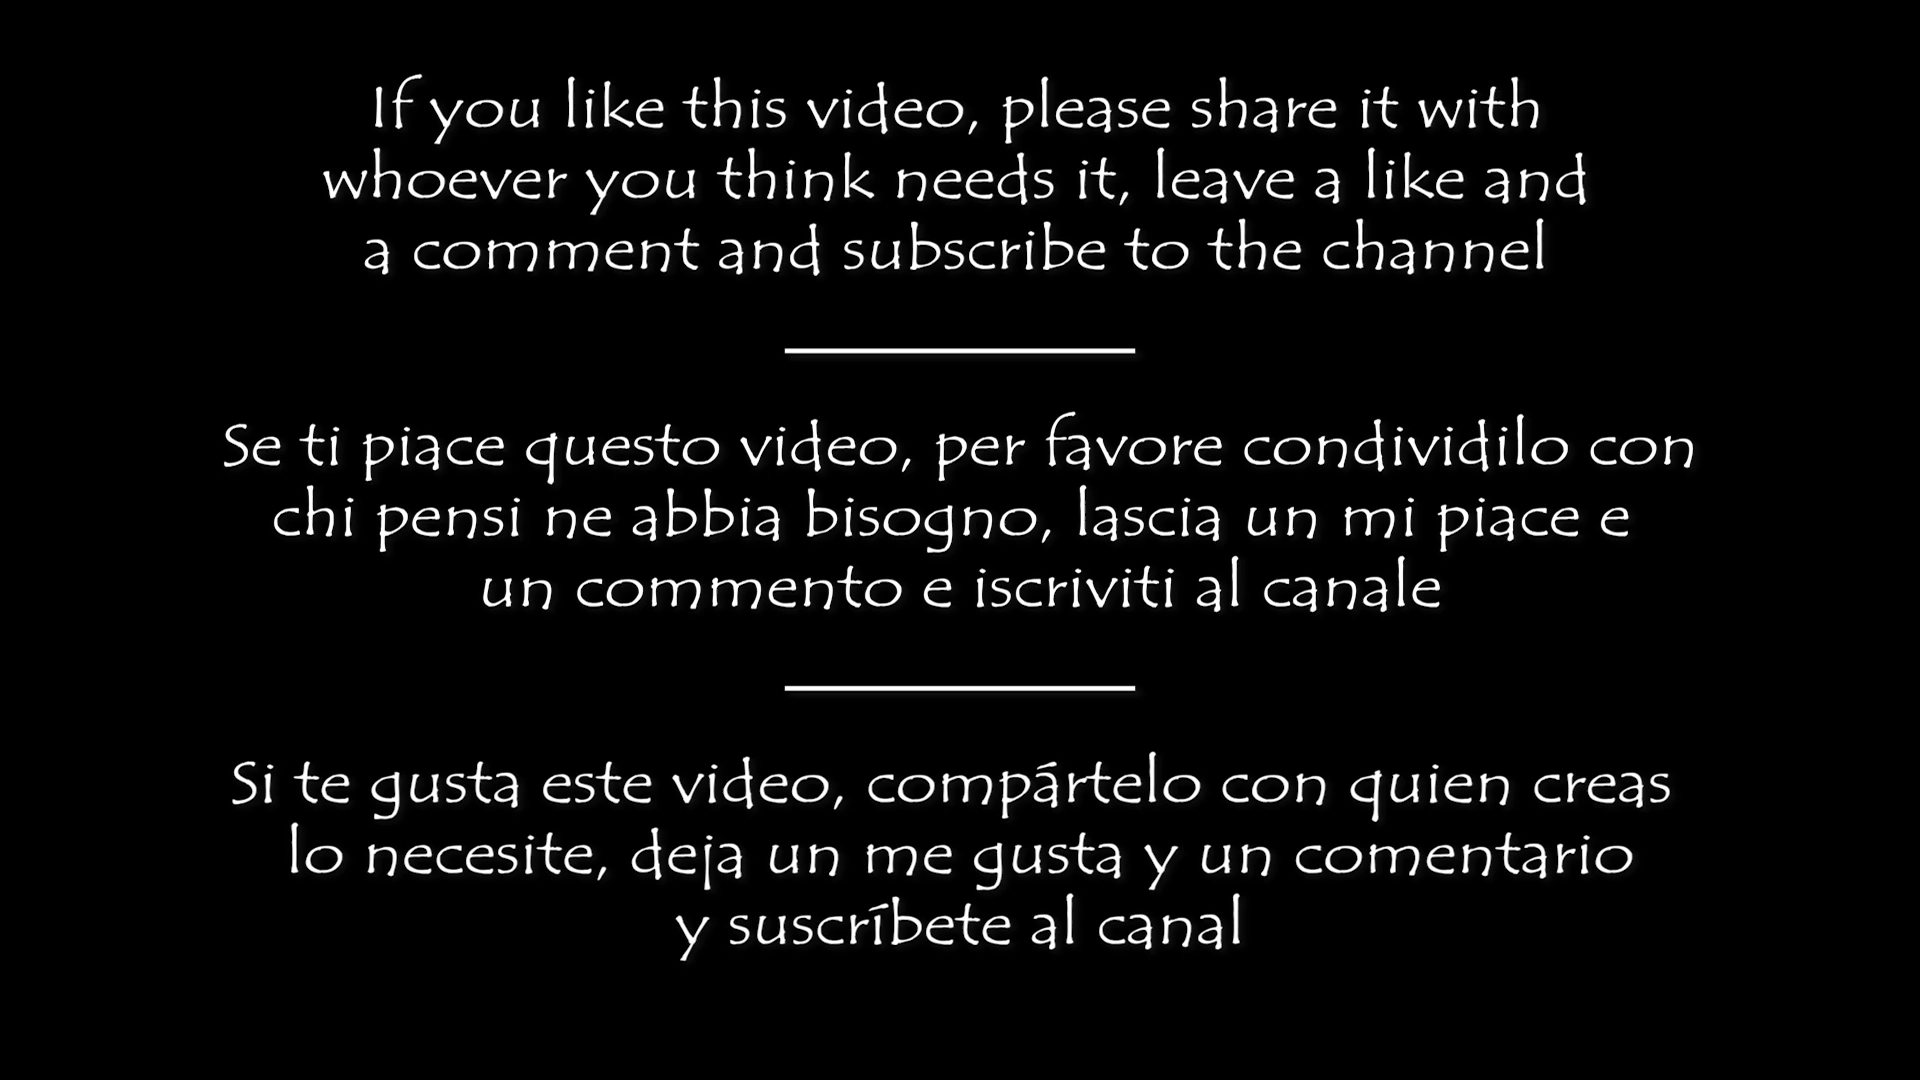 If you like this video, please share it with
whoever you think needs it, leave a like and
a comment and subscribe to the channel
Se ti piace questo video, per favore condividilo con
chi pensi ne abbia bisogno, lascia un mi piace e
un commento e iscriviti al canale
Si te gusta este video, compártelo con quien creas
lo necesite, deja un me gusta y un comentario
y suscríbete al canal